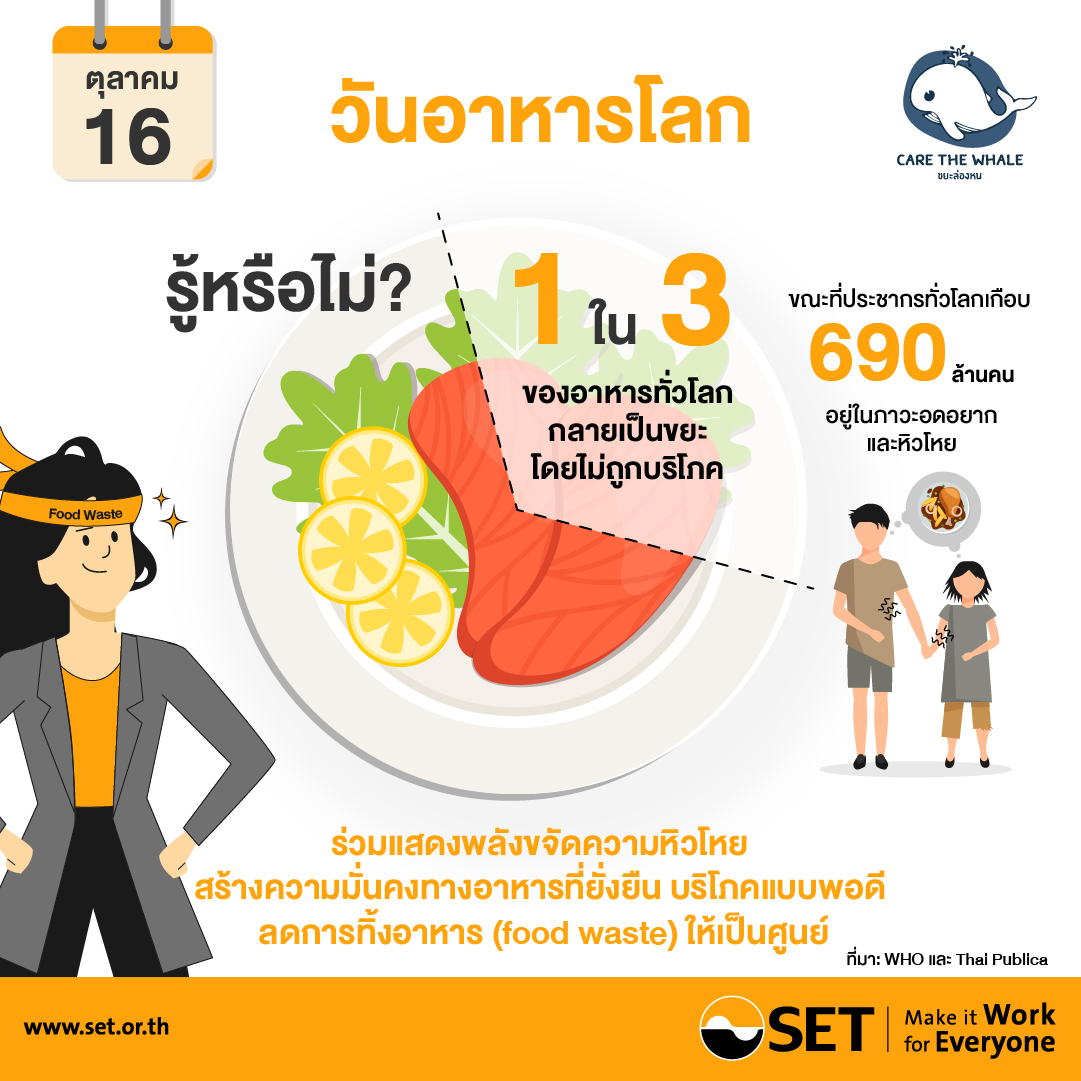 ตุลาคม
16
วันอาหารโลก
CARE THE WHALE
ขยะล่องหน
รู้หรือไม่?
1 ใน 3
ของอาหารทั่วโลก
กลายเป็นขยะ
โดยไม่ถูกบริโภค
ขณะที่ประชากรทั่วโลกเกือบ
690 ล้านคน
อยู่ในภาวะอดอยาก
และหิวโหย
Food Waste
ร่วมแสดงพลังขจัดความหิวโหย
สร้างความมั่นคงทางอาหารที่ยั่งยืน บริโภคแบบพอดี
ลดการทิ้งอาหาร (food waste) ให้เป็นศูนย์
ที่มา: WHO และ Thai Publica
www.set.or.th
SET
Make it Work
for Everyone